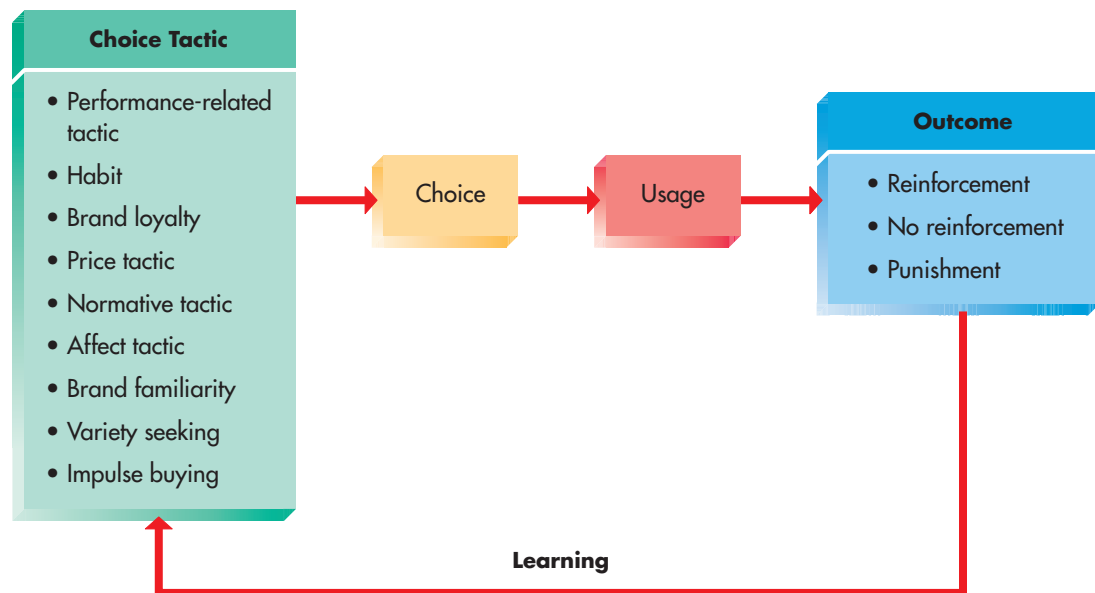 Choice Tactic
• Performance-related
tactic
• Habit
• Brand loyalty
• Price tactic
• Normative tactic
• Affect tactic
• Brand familiarity
• Variety seeking
• Impulse buying
Choice
Usage
Outcome
• Reinforcement
• No reinforcement
• Punishment
Learning